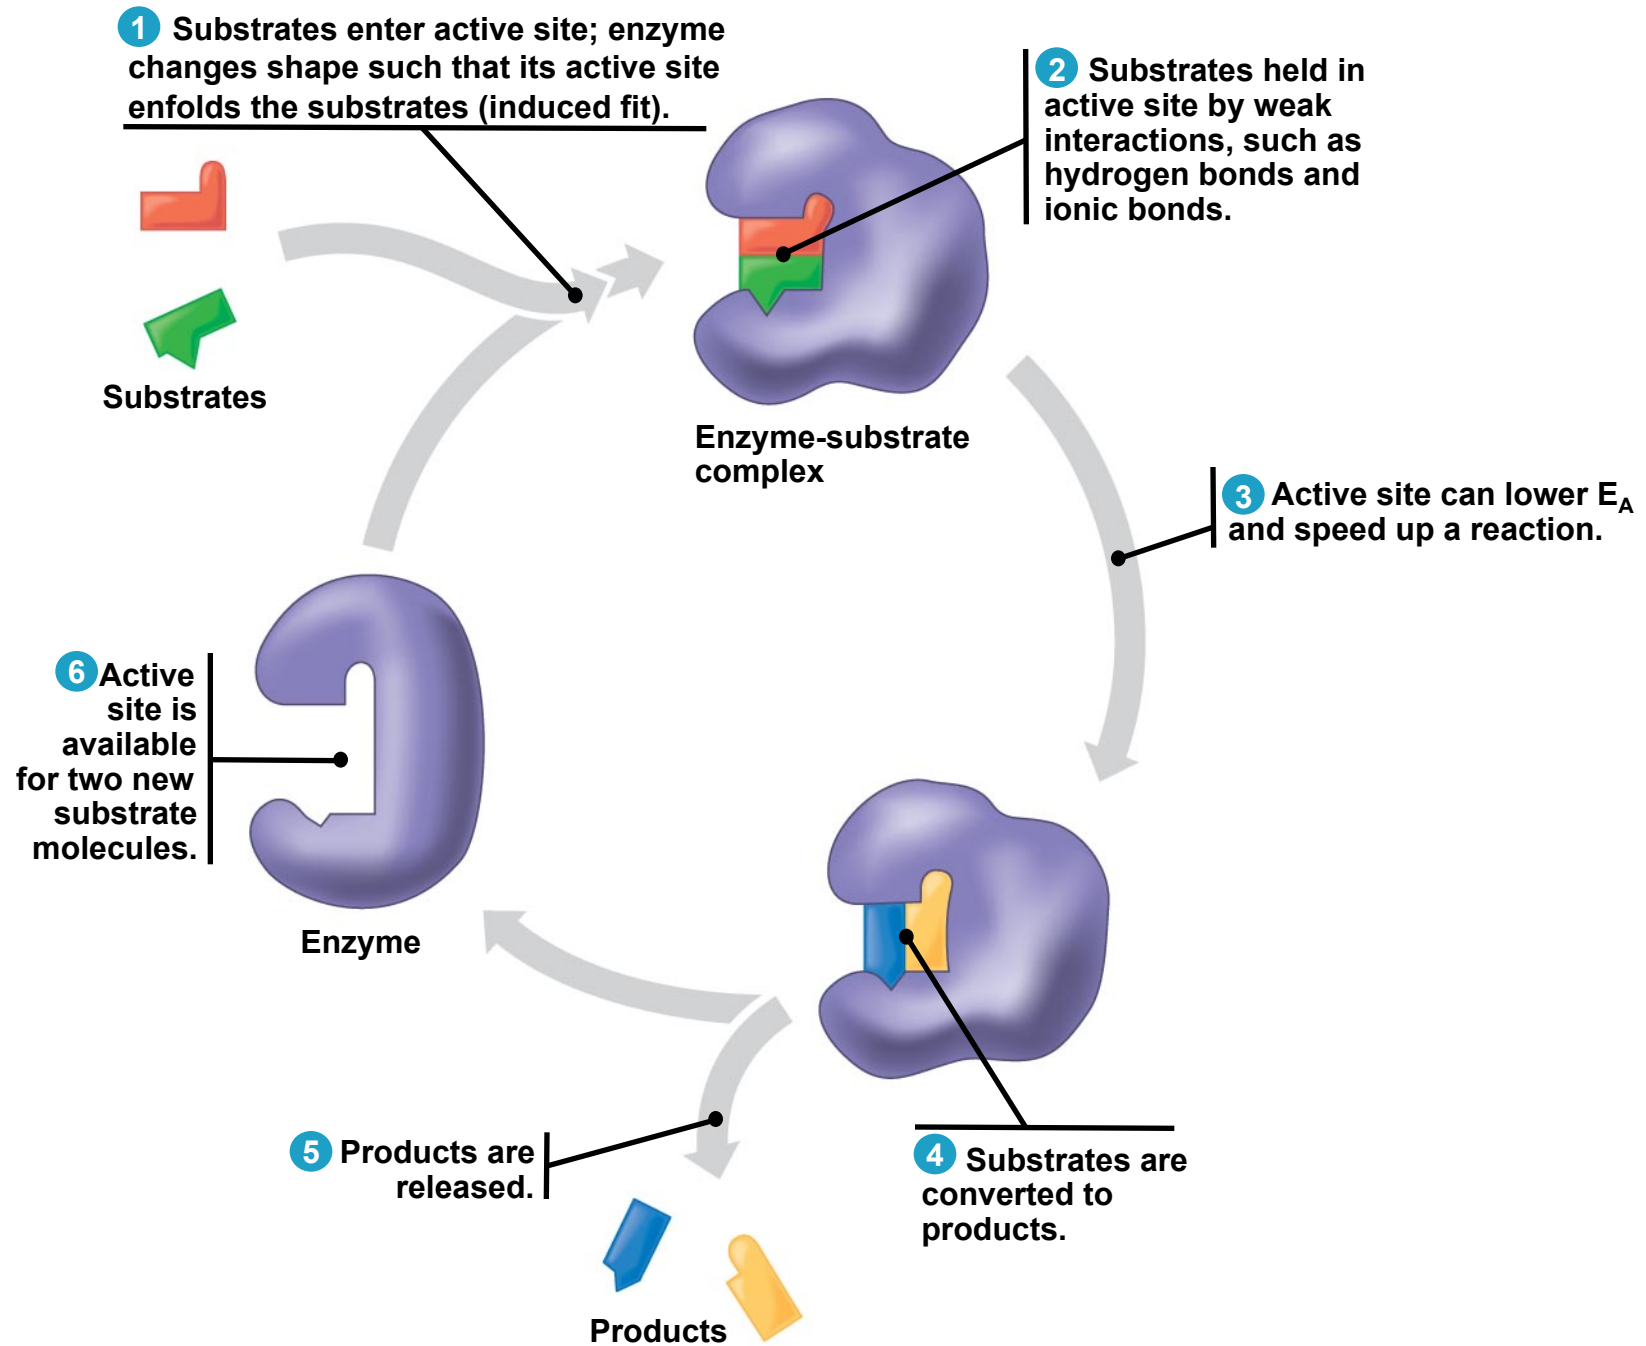 1 Substrates enter active site; enzyme
changes shape such that its active site
enfolds the substrates (induced fit).
2 Substrates held in
active site by weak
interactions, such as
hydrogen bonds and
ionic bonds.
Substrates
Enzyme-substrate
complex
3 Active site can lower EA
and speed up a reaction.
6 Active
site is
available
for two new
substrate
molecules.
Enzyme
5 Products are
released.
4 Substrates are
converted to
products.
Products